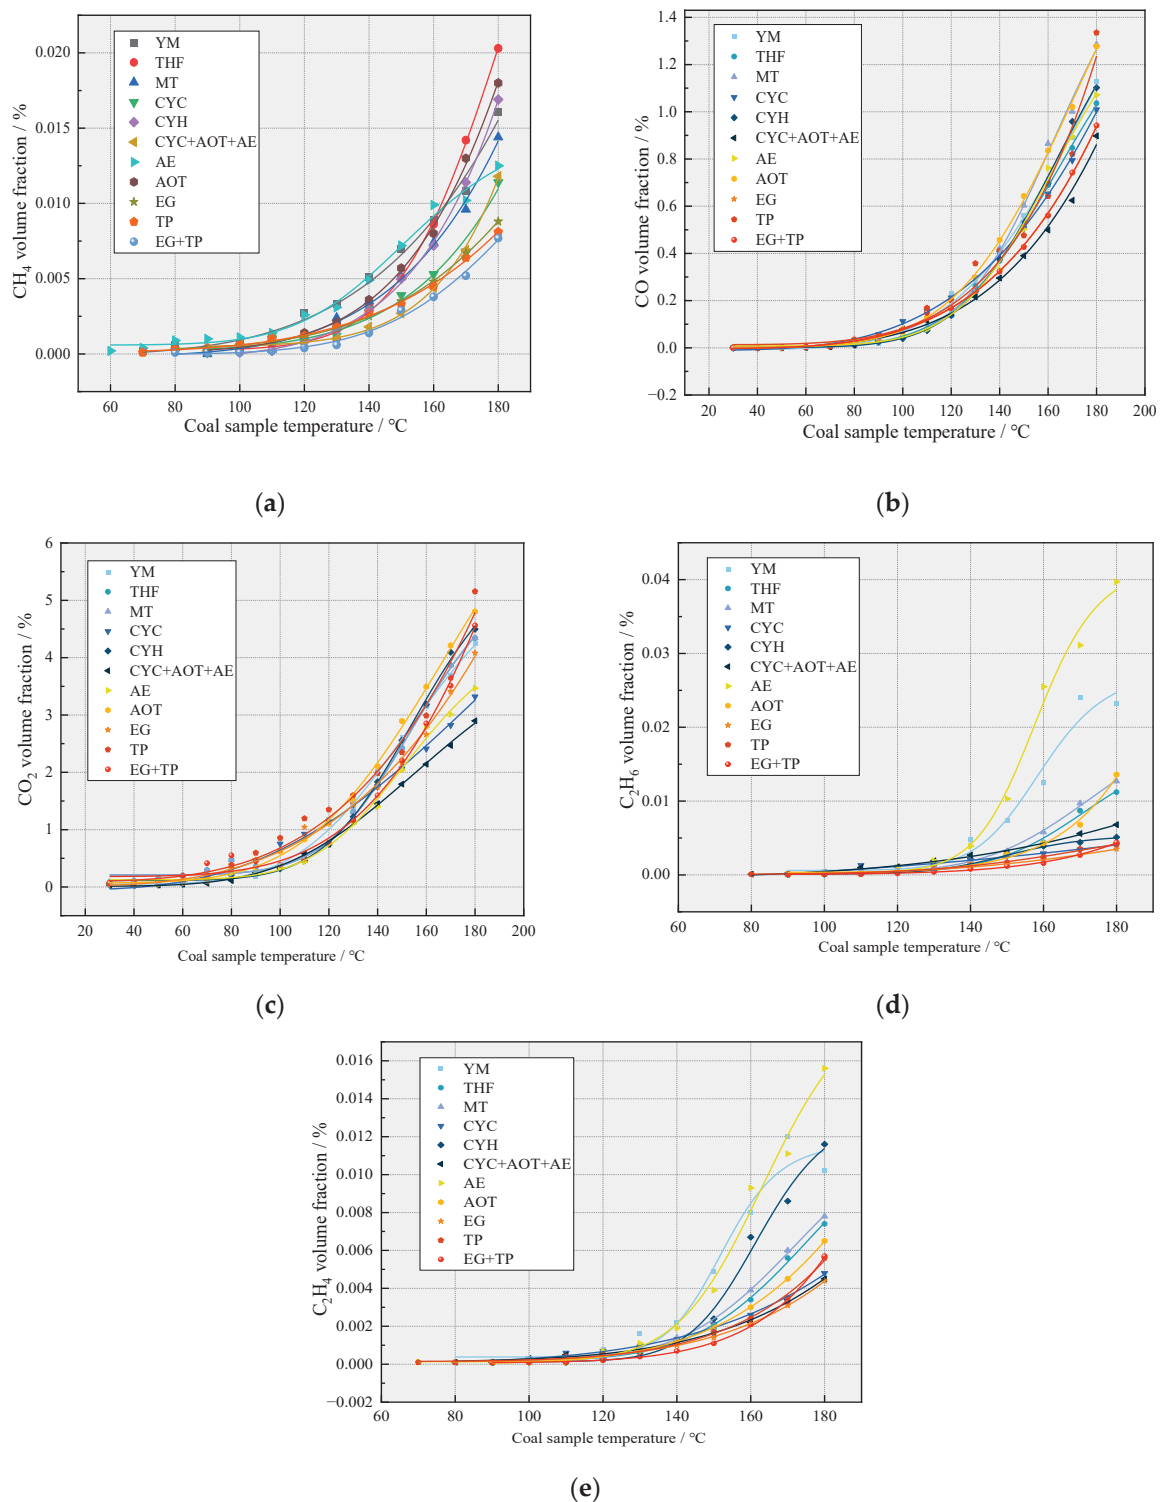 0.020
0.015
0.010
0.005
0.000
CH4 volume fraction / %
YM
THF
MT
CYC
CYH
CYC+AOT+AE
AE
AOT
EG
TP
EG+TP
60 80 100 120 140 160 180
Coal sample temperature / °C
(a)
1.4
1.2
1.0
0.8
0.6
0.4
0.2
0.0
−0.2
CO volume fraction / %
YM
THF
MT
CYC
CYH
CYC+AOT+AE
AE
AOT
EG
TP
EG+TP
20 40 60 80 100 120 140 160 180 200
Coal sample temperature / °C
(b)
6
5
4
3
2
1
0
CO2 volume fraction / %
YM
THF
MT
CYC
CYH
CYC+AOT+AE
AE
AOT
EG
TP
EG+TP
20 40 60 80 100 120 140 160 180 200
Coal sample temperature / °C
(c)
0.04
0.03
0.02
0.01
0.00
C2H6 volume fraction / %
YM
THF
MT
CYC
CYH
CYC+AOT+AE
AE
AOT
EG
TP
EG+TP
60 80 100 120 140 160 180
Coal sample temperature / °C
(d)
0.016
0.014
0.012
0.010
0.008
0.006
0.004
0.002
0.000
−0.002
C2H4 volume fraction / %
YM
THF
MT
CYC
CYH
CYC+AOT+AE
AE
AOT
EG
TP
EG+TP
60 80 100 120 140 160 180
Coal sample temperature / °C
(e)